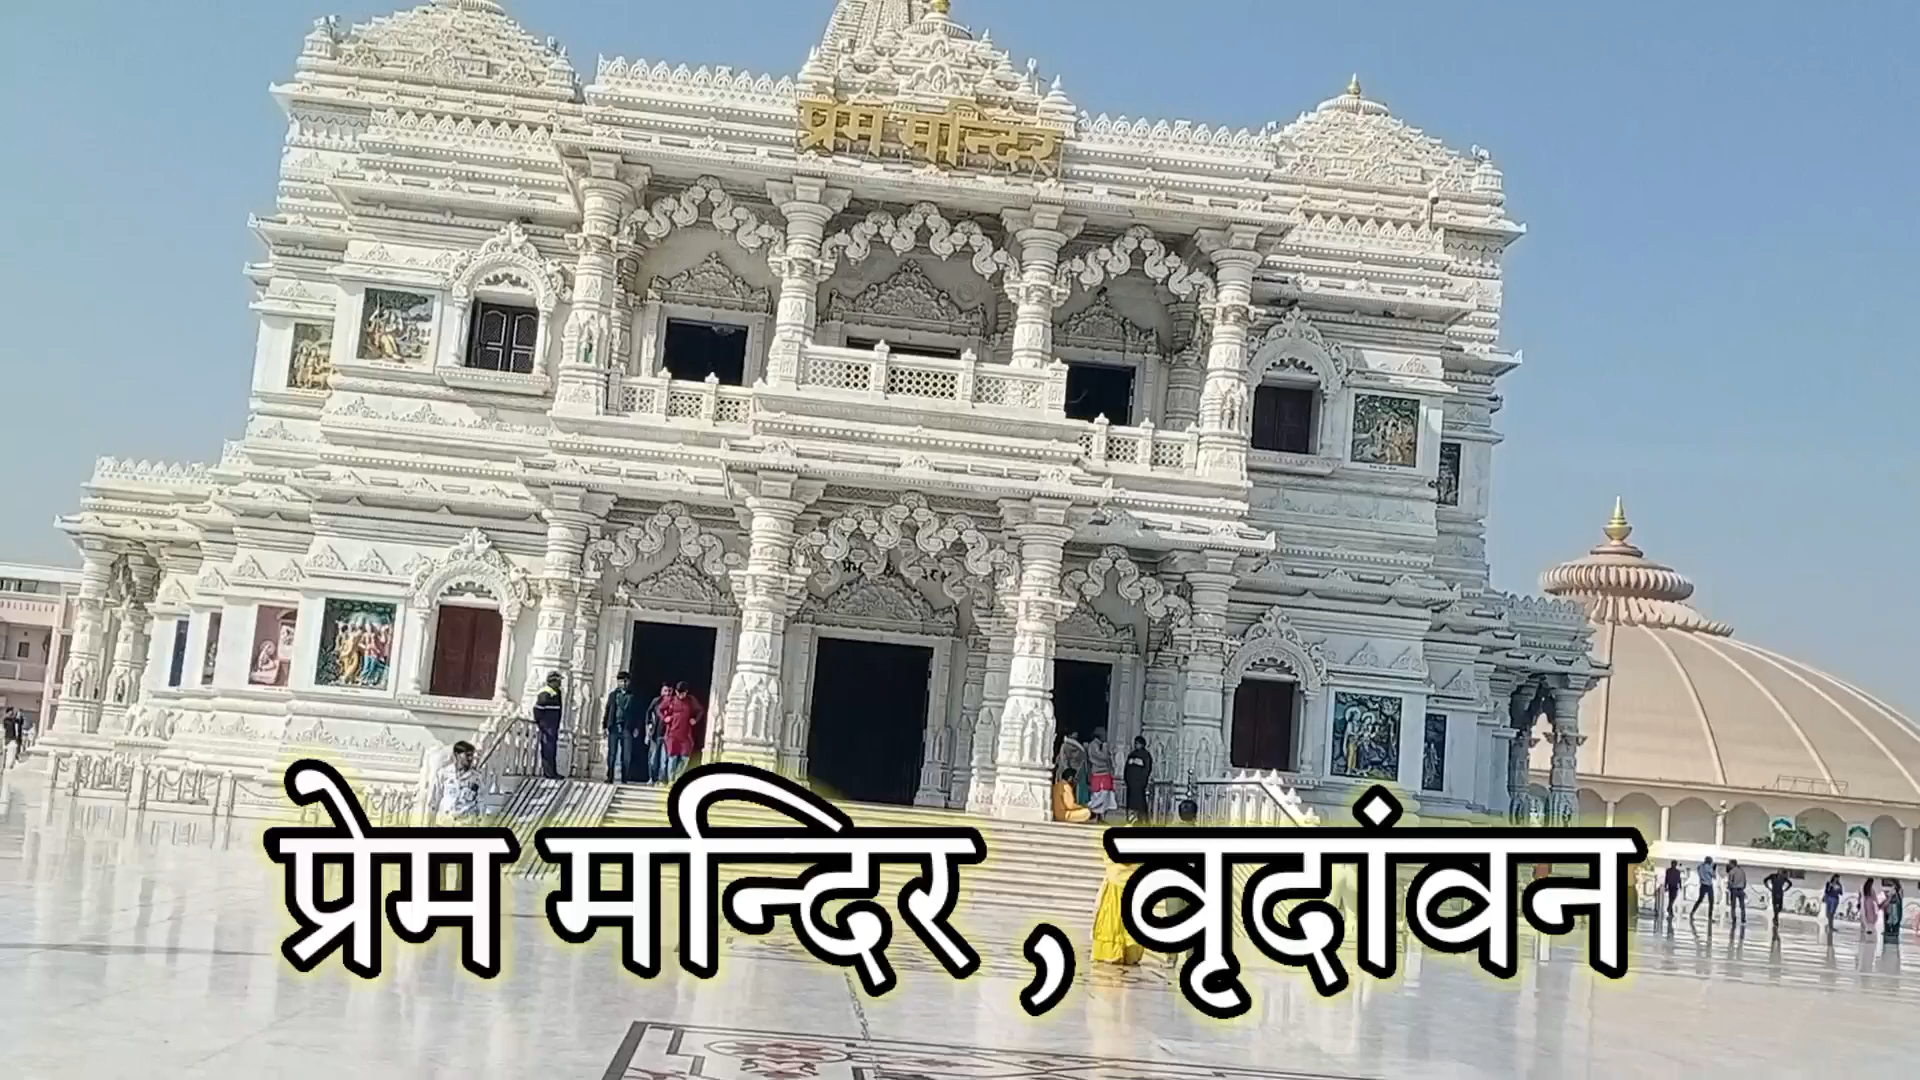 प्रेम मन्दिर
प्रेम मन्दिर , वृदांवन